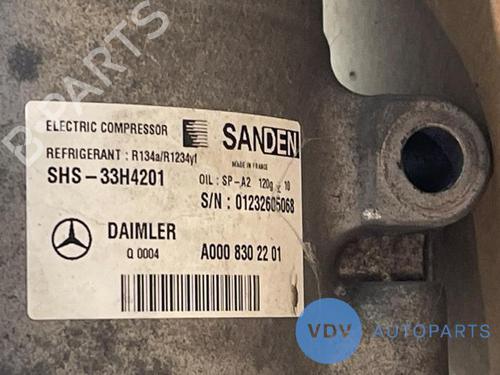 B-PARTS
ELECTRIC COMPRESSOR
SANDEN
REFRIGERANT : R134a/R1234yf
MADE IN FRANCE
SHS-33H4201
OIL : SP-A2 120g ± 10
S/N : 01232605068
DAIMLER
Q 0004
A000 830 22 01
VDV AUTOPARTS